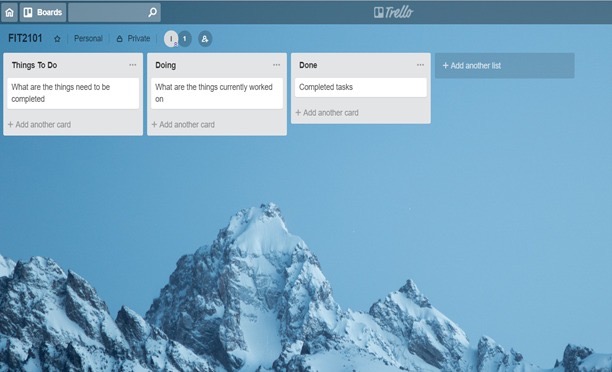 Boards
Trello
FIT2101 Personal Private
Things To Do
What are the things need to be
completed
+ Add another card
Doing
What are the things currently worked
on
+ Add another card
Done
Completed tasks
+ Add another card
+ Add another list